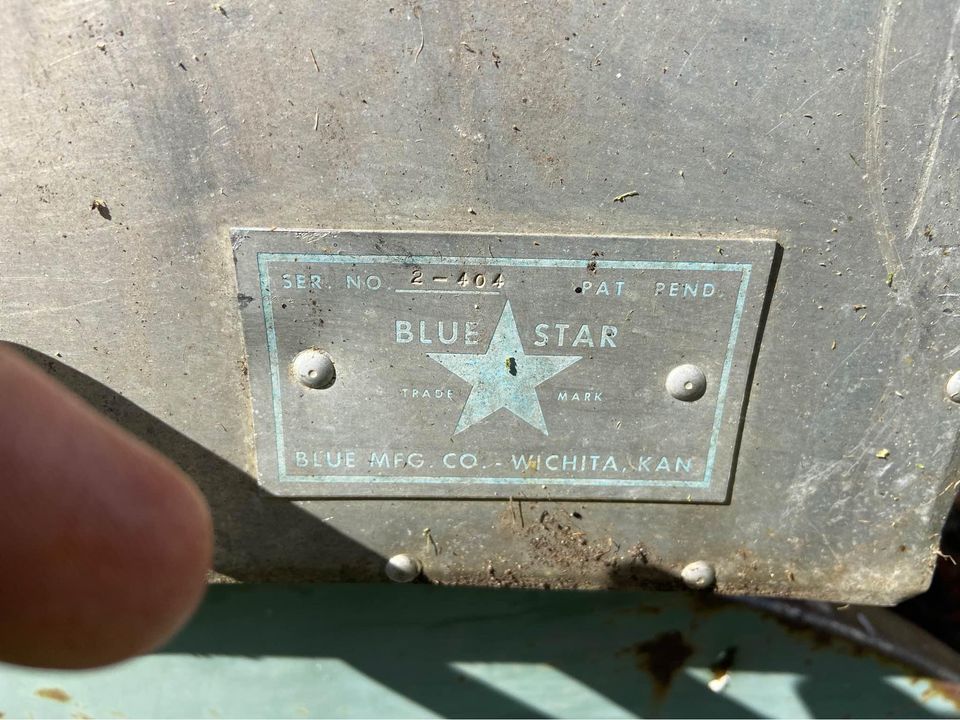 SER. NO. 2-404 PAT PEND.
BLUE STAR
TRADE MARK
BLUE MFG. CO. - WICHITA, KAN